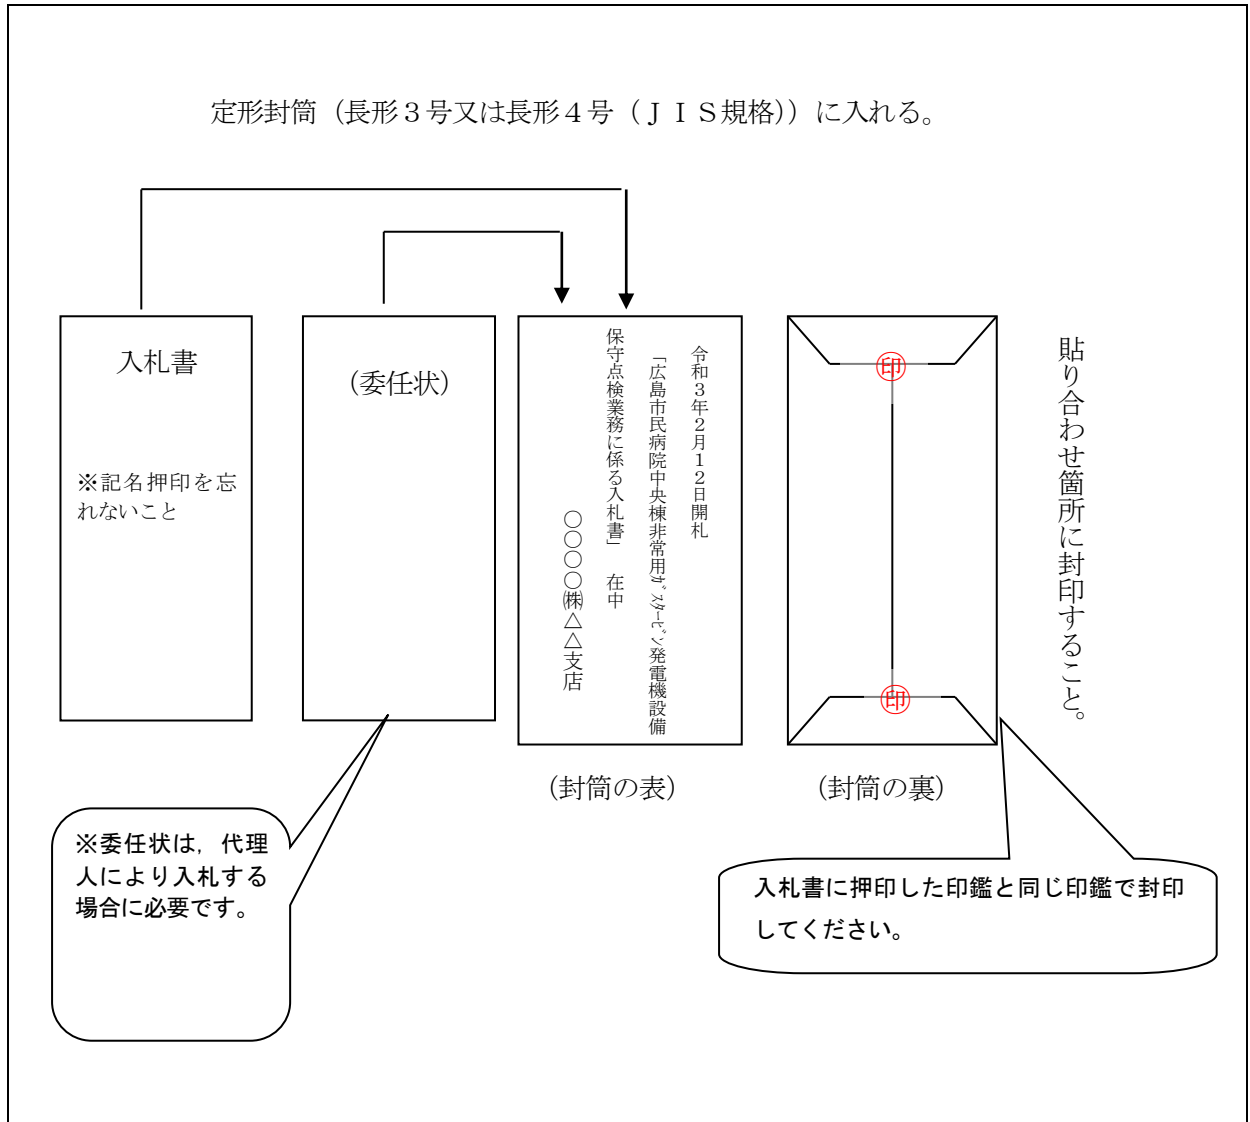 定形封筒（長形３号又は長形４号（ＪＩＳ規格））に入れる。
入札書
※記名押印を忘
れないこと
（委任状）
令和３年２月１２日開札
「広島市民病院中央棟非常用ｶﾞｽﾀｰﾋﾞﾝ発電機設備
保守点検業務に係る入札書」　在中
〇〇〇〇㈱△△支店
印
印
貼り合わせ箇所に封印すること。
（封筒の表）
（封筒の裏）
※委任状は，代理
人により入札する
場合に必要です。
入札書に押印した印鑑と同じ印鑑で封印
してください。